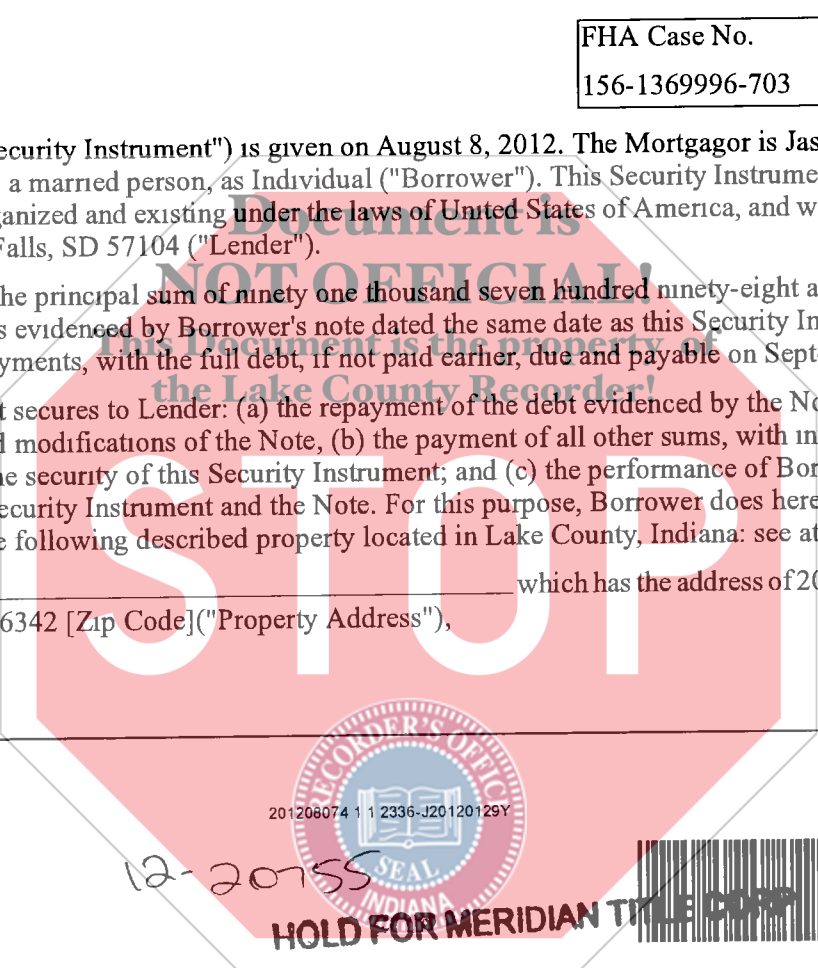 FHA Case No.
156-1369996-703
ecurity Instrument") is given on August 8, 2012. The Mortgagor is Jas
a married person, as Individual ("Borrower"). This Security Instrume
ganized and existing under the laws of United States of America, and w
Falls, SD 57104 ("Lender").
he principal sum of ninety one thousand seven hundred ninety-eight a
s evidenced by Borrower's note dated the same date as this Security In
yments, with the full debt, if not paid earlier, due and payable on Sept
t secures to Lender: (a) the repayment of the debt evidenced by the No
d modifications of the Note, (b) the payment of all other sums, with in
ne security of this Security Instrument; and (c) the performance of Bor
ecurity Instrument and the Note. For this purpose, Borrower does here
e following described property located in Lake County, Indiana: see at
which has the address of 20
6342 [Zip Code]("Property Address"),
Document is
NOT OFFICIAL!
This Document is the property of
the Lake County Recorder!
STOP
RECORDER'S OFFIC
SEAL
INDIANA
201208074 1 1 2336-J20120129Y
12-20755
HOLD FOR MERIDIAN TITLE CORP